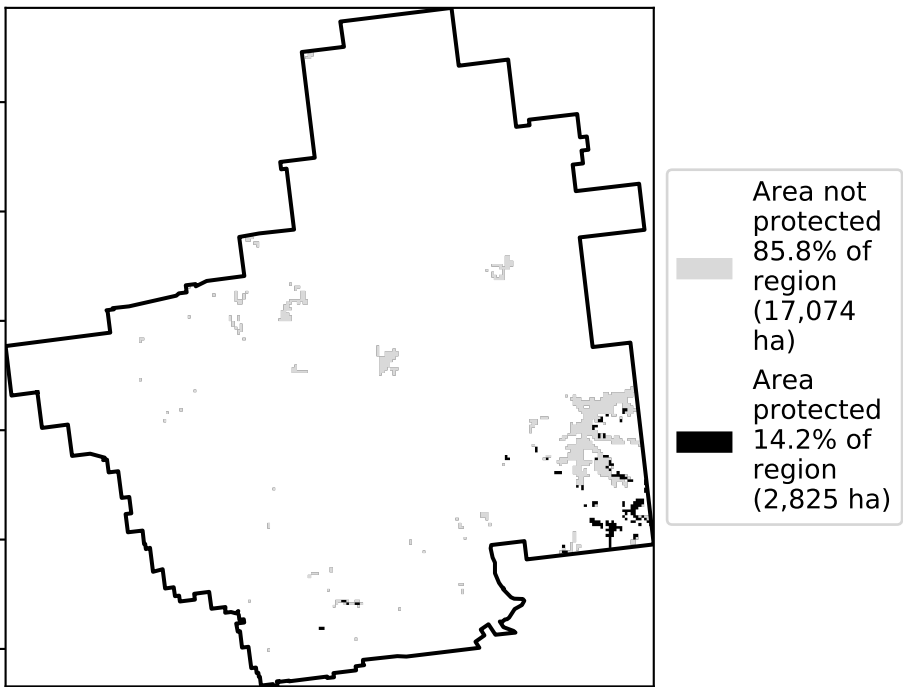 Area not
protected
85.8% of
region
(17,074
ha)
Area
protected
14.2% of
region
(2,825 ha)